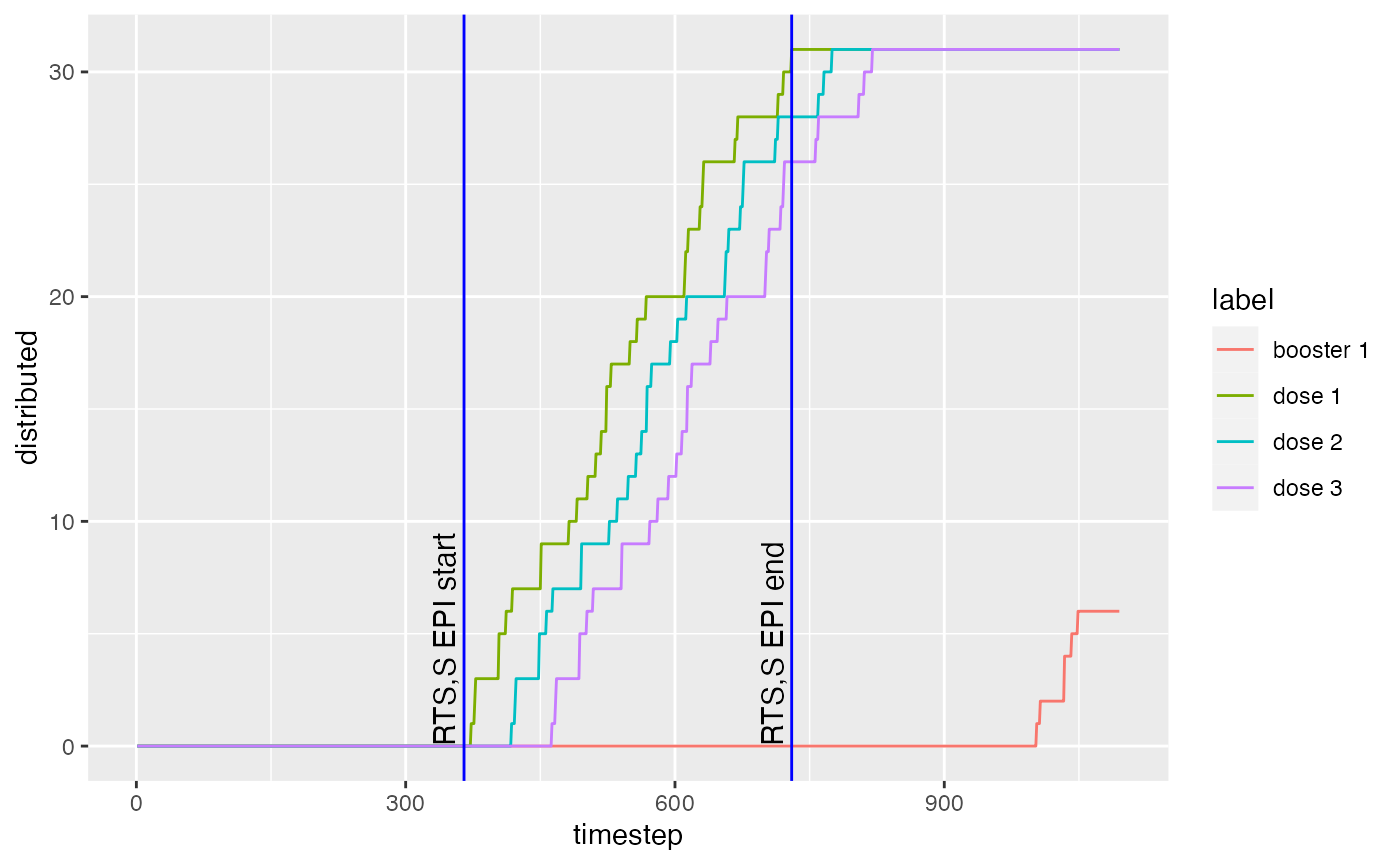 30
20
10
0
distributed
RTS,S EPI start
RTS,S EPI end
0
300
600
900
timestep
label
booster 1
dose 1
dose 2
dose 3